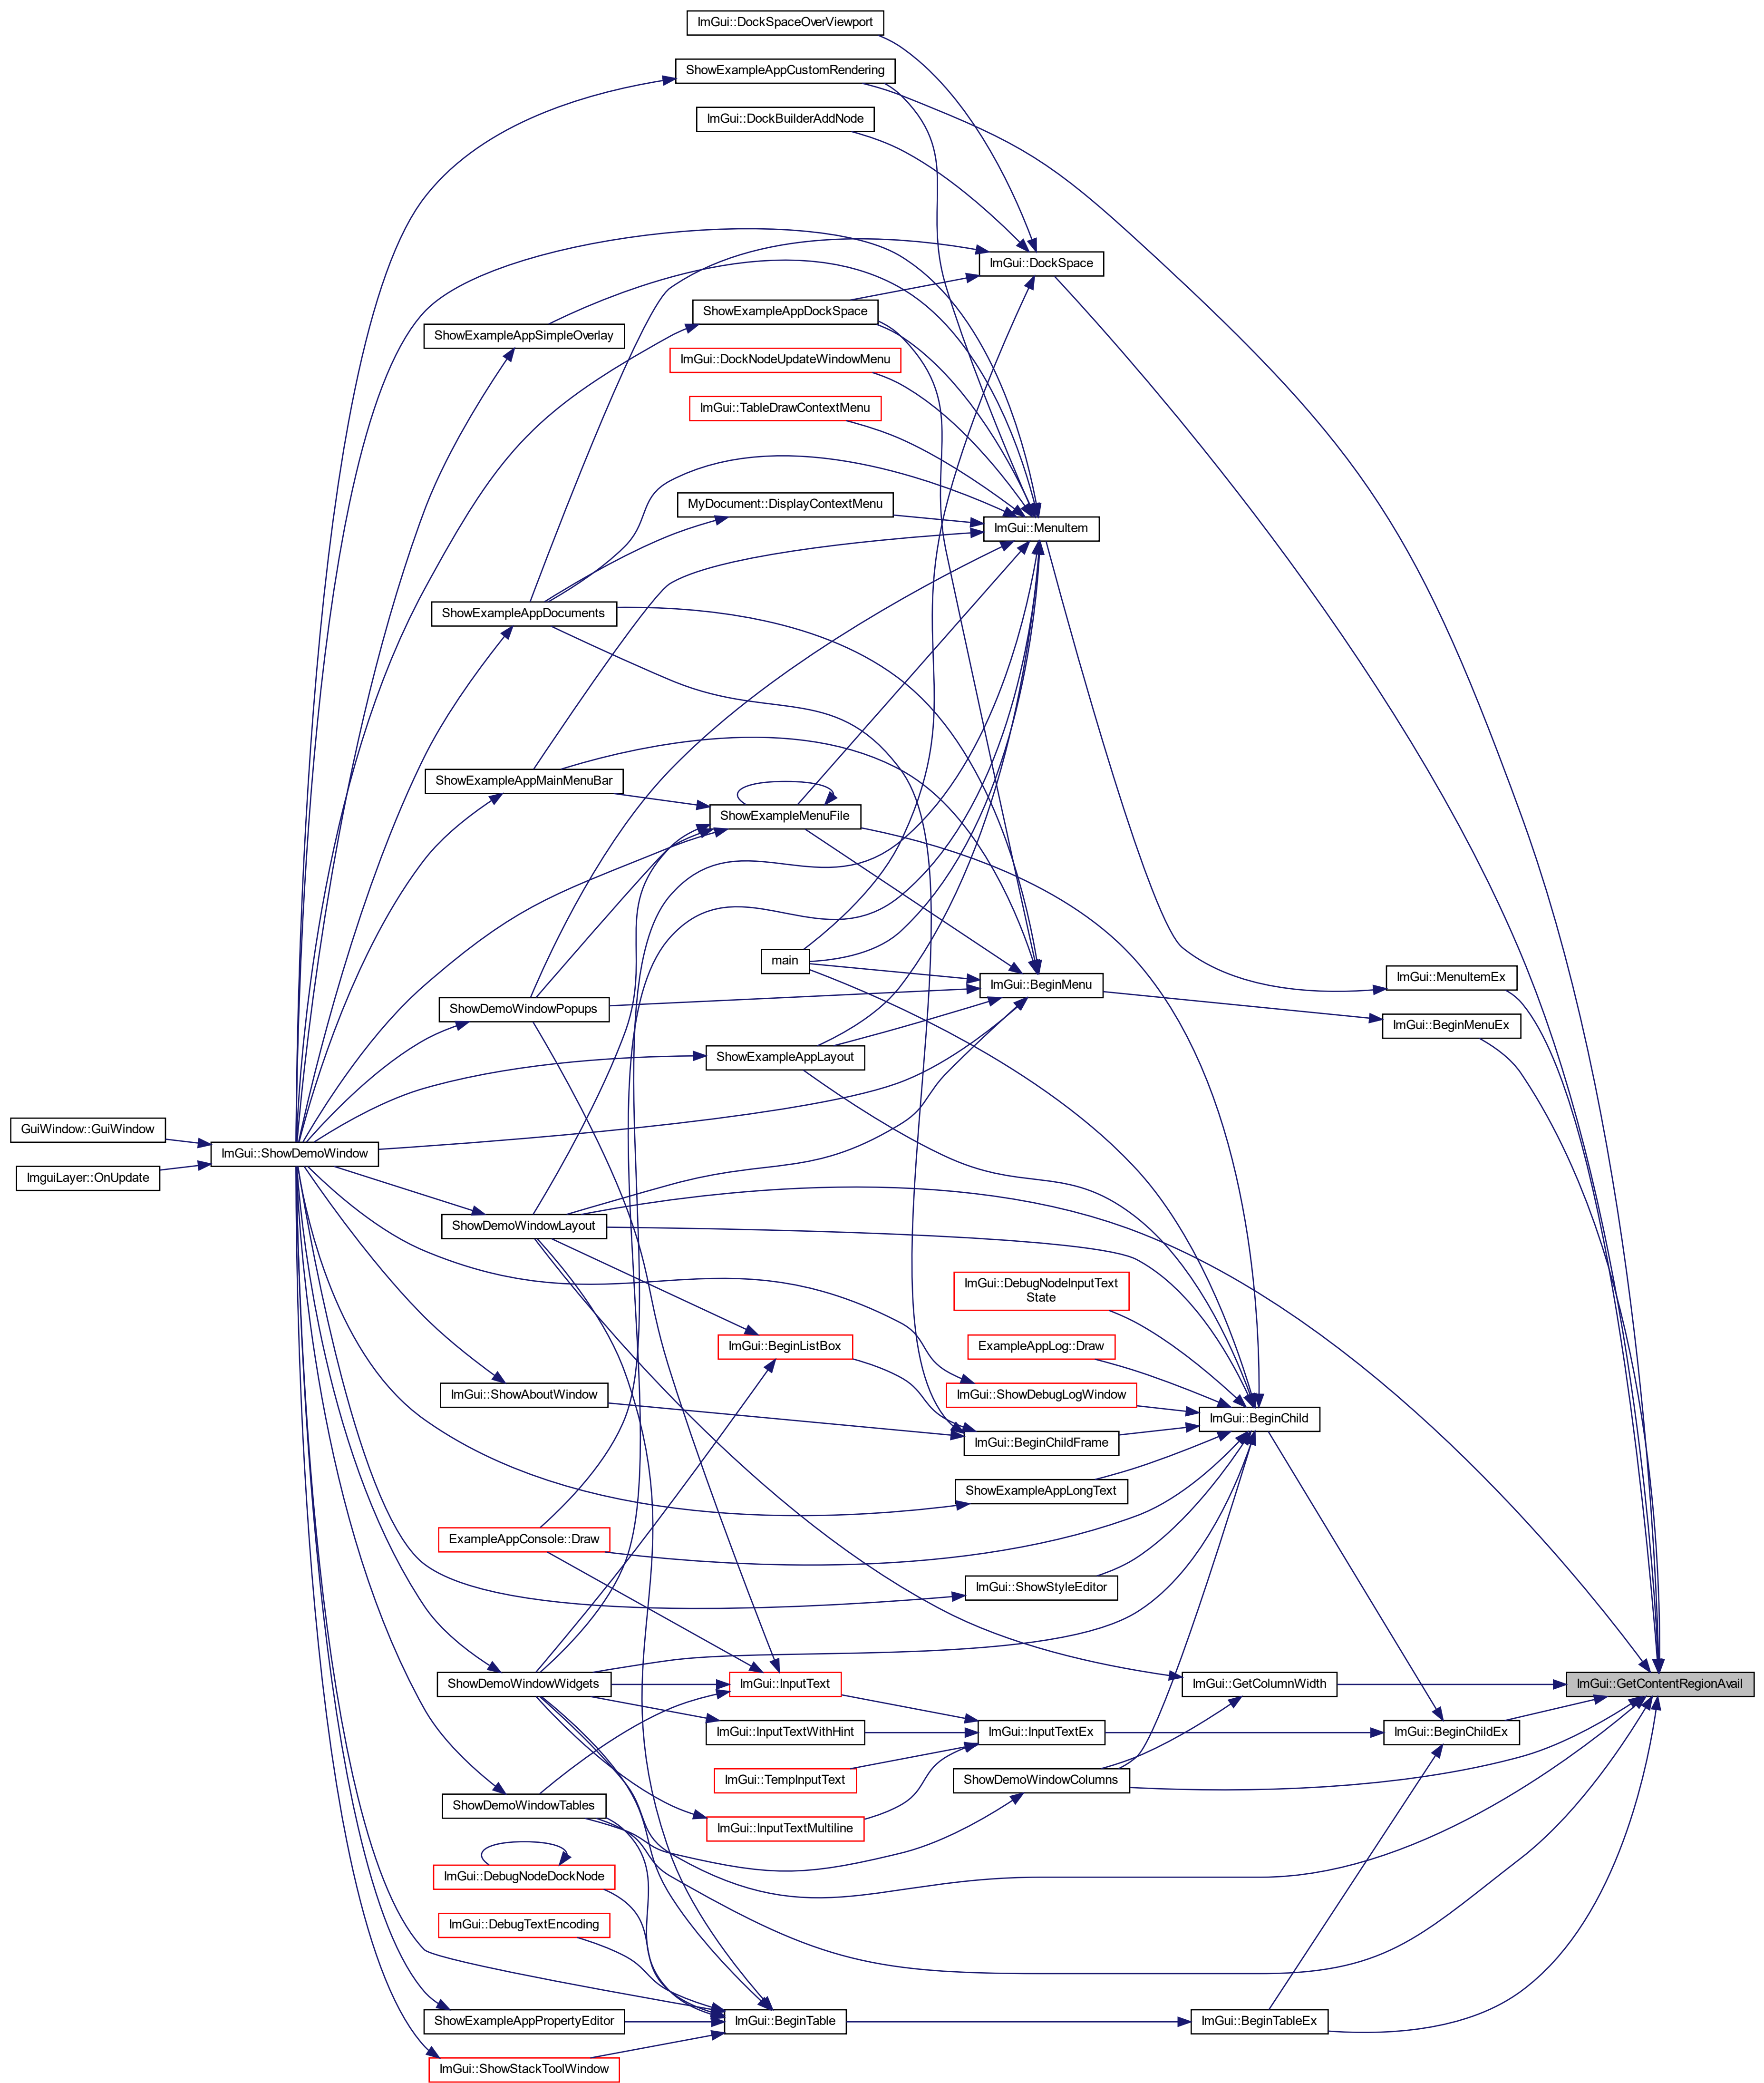 ImGui::DockSpaceOverViewport
ShowExampleAppCustomRendering
ImGui::DockBuilderAddNode
ImGui::DockSpace
ShowExampleAppDockSpace
ShowExampleAppSimpleOverlay
ImGui::DockNodeUpdateWindowMenu
ImGui::TableDrawContextMenu
MyDocument::DisplayContextMenu
ImGui::MenuItem
ShowExampleAppDocuments
ShowExampleAppMainMenuBar
ShowExampleMenuFile
main
ImGui::MenuItemEx
ImGui::BeginMenu
ShowDemoWindowPopups
ImGui::BeginMenuEx
ShowExampleAppLayout
GuiWindow::GuiWindow
ImGui::ShowDemoWindow
ImguiLayer::OnUpdate
ShowDemoWindowLayout
ImGui::DebugNodeInputText
State
ExampleAppLog::Draw
ImGui::BeginListBox
ImGui::ShowAboutWindow
ImGui::ShowDebugLogWindow
ImGui::BeginChild
ImGui::BeginChildFrame
ShowExampleAppLongText
ExampleAppConsole::Draw
ImGui::ShowStyleEditor
ShowDemoWindowWidgets
ImGui::InputText
ImGui::GetColumnWidth
ImGui::GetContentRegionAvail
ImGui::InputTextWithHint
ImGui::InputTextEx
ImGui::BeginChildEx
ImGui::TempInputText
ShowDemoWindowColumns
ShowDemoWindowTables
ImGui::InputTextMultiline
ImGui::DebugNodeDockNode
ImGui::DebugTextEncoding
ShowExampleAppPropertyEditor
ImGui::BeginTable
ImGui::BeginTableEx
ImGui::ShowStackToolWindow